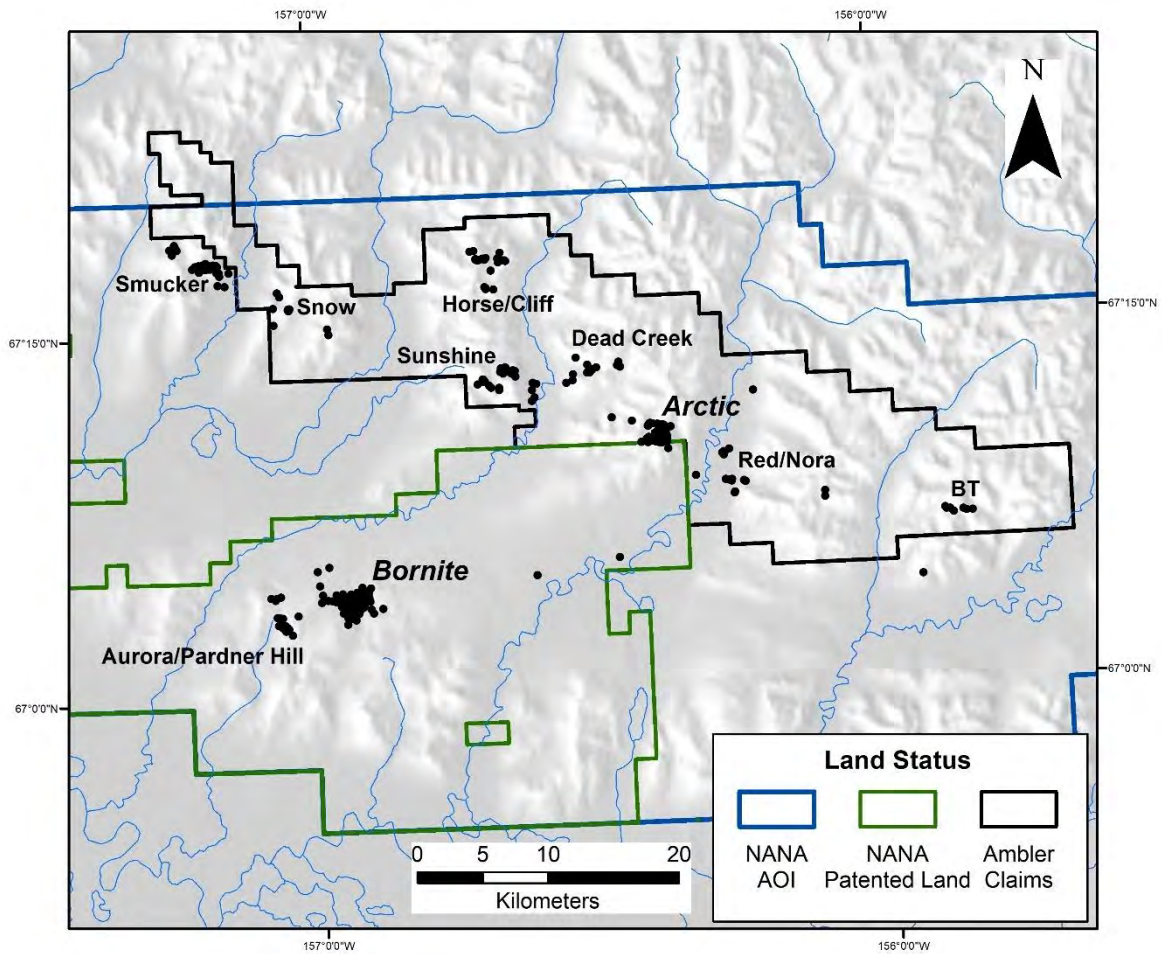 157°0'0"W
156°0'0"W
N
Smucker
Snow
Horse/Cliff
67°15'0"N
67°15'0"N
Sunshine
Dead Creek
Arctic
Red/Nora
BT
Bornite
Aurora/Pardner Hill
67°0'0"N
67°0'0"N
Land Status
NANA
AOI
NANA
Patented Land
Ambler
Claims
0 5 10 20
Kilometers
157°0'0"W
156°0'0"W